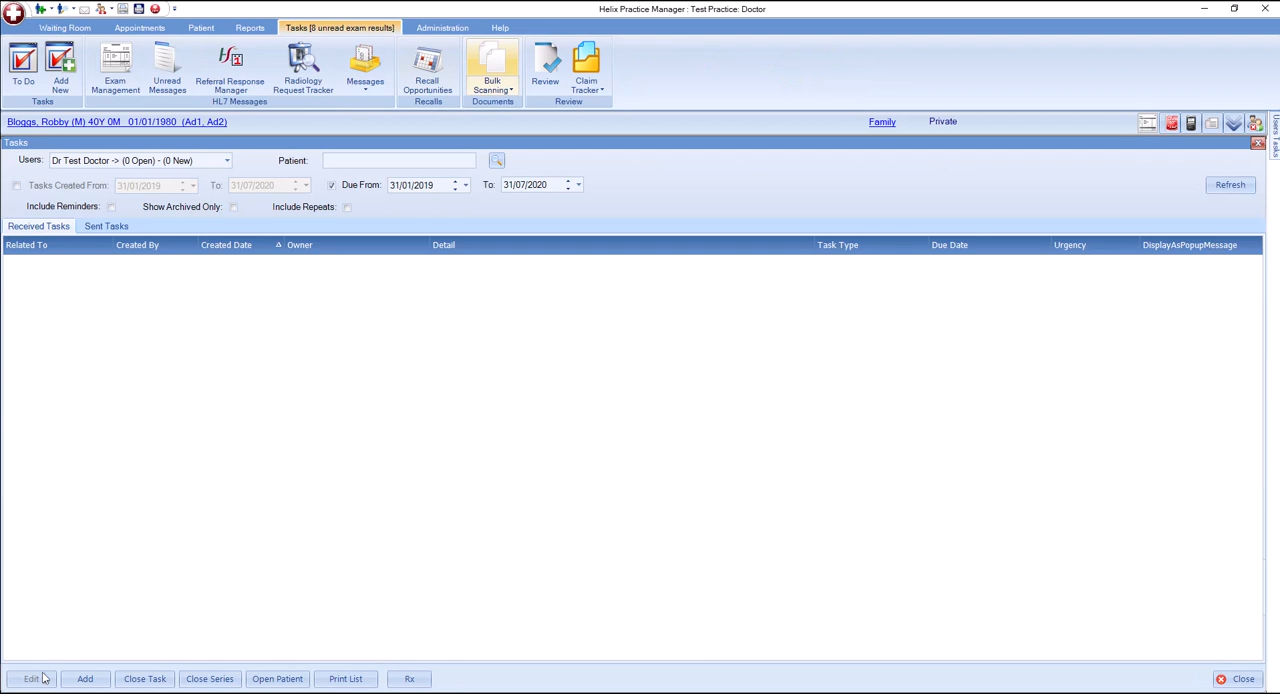 Helix Practice Manager : Test Practice: Doctor
Waiting Room Appointments Patient Reports Tasks [8 unread exam results] Administration Help
To Do
Add New
Exam Management
Unread Messages
Referral Response Manager
Radiology Request Tracker
Messages
Recall Opportunities
Bulk Scanning
Review
Claim Tracker
Tasks HL7 Messages Recalls Documents Review
Bloggs, Robby (M) 40Y 0M 01/01/1980 (Ad1, Ad2) Family Private
Users Tasks
Tasks
Users: Dr Test Doctor -> (0 Open) - (0 New) Patient:
Tasks Created From: 31/01/2019 To: 31/07/2020 Due From: 31/01/2019 To: 31/07/2020 Refresh
Include Reminders: Show Archived Only: Include Repeats:
Received Tasks Sent Tasks
Related To Created By Created Date Owner Detail Task Type Due Date Urgency DisplayAsPopupMessage
Edit Add Close Task Close Series Open Patient Print List Rx Close